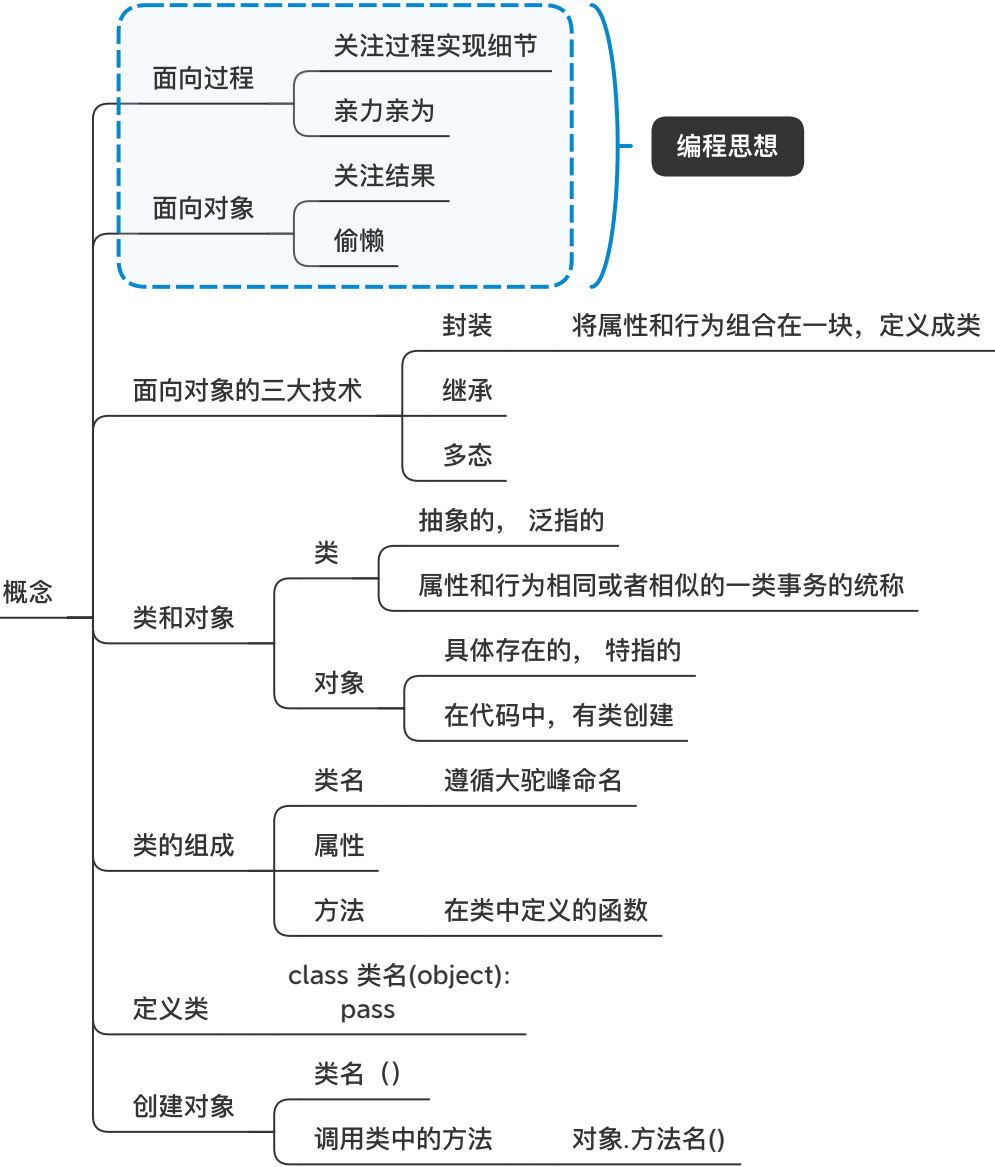 关注过程实现细节
面向过程
亲力亲为
编程思想
关注结果
面向对象
偷懒
封装
将属性和行为组合在一块，定义成类
面向对象的三大技术
继承
多态
抽象的， 泛指的
类
属性和行为相同或者相似的一类事务的统称
概念
类和对象
具体存在的， 特指的
对象
在代码中，有类创建
类名
遵循大驼峰命名
类的组成
属性
方法
在类中定义的函数
class 类名(object):
定义类
pass
类名（）
创建对象
调用类中的方法
对象.方法名()